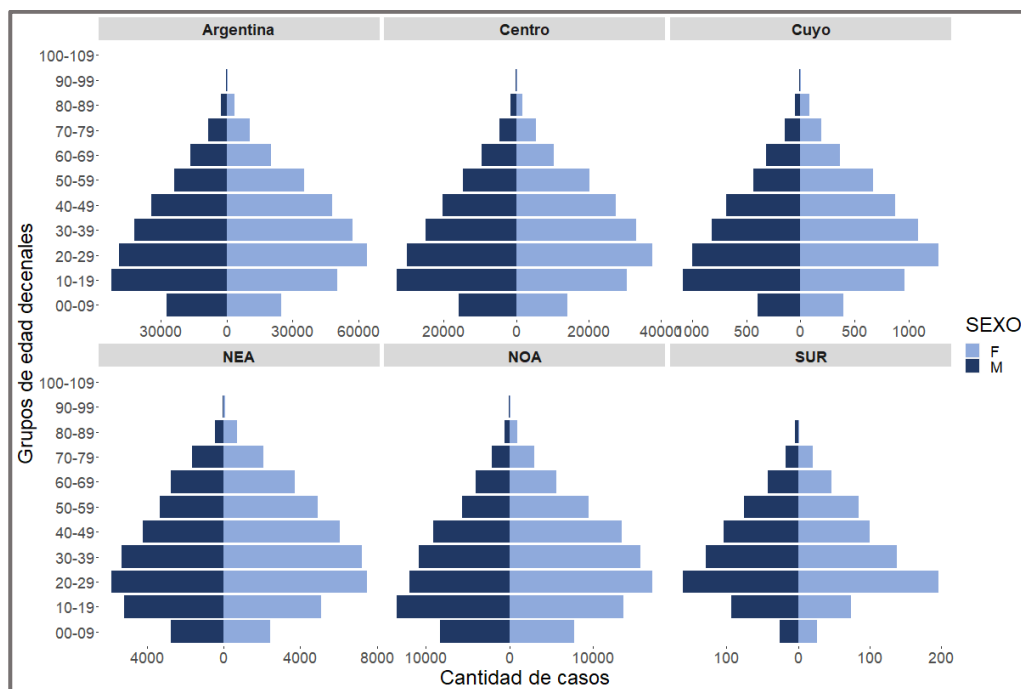 Argentina Centro Cuyo
Grupos de edad decenales
100-109
90-99
80-89
70-79
60-69
50-59
40-49
30-39
20-29
10-19
00-09
30000 0 30000 60000 20000 0 20000 40000 1000 500 0 500 1000
NEA NOA SUR
100-109
90-99
80-89
70-79
60-69
50-59
40-49
30-39
20-29
10-19
00-09
4000 0 4000 8000 10000 0 10000 100 0 100 200
Cantidad de casos
SEXO
F
M